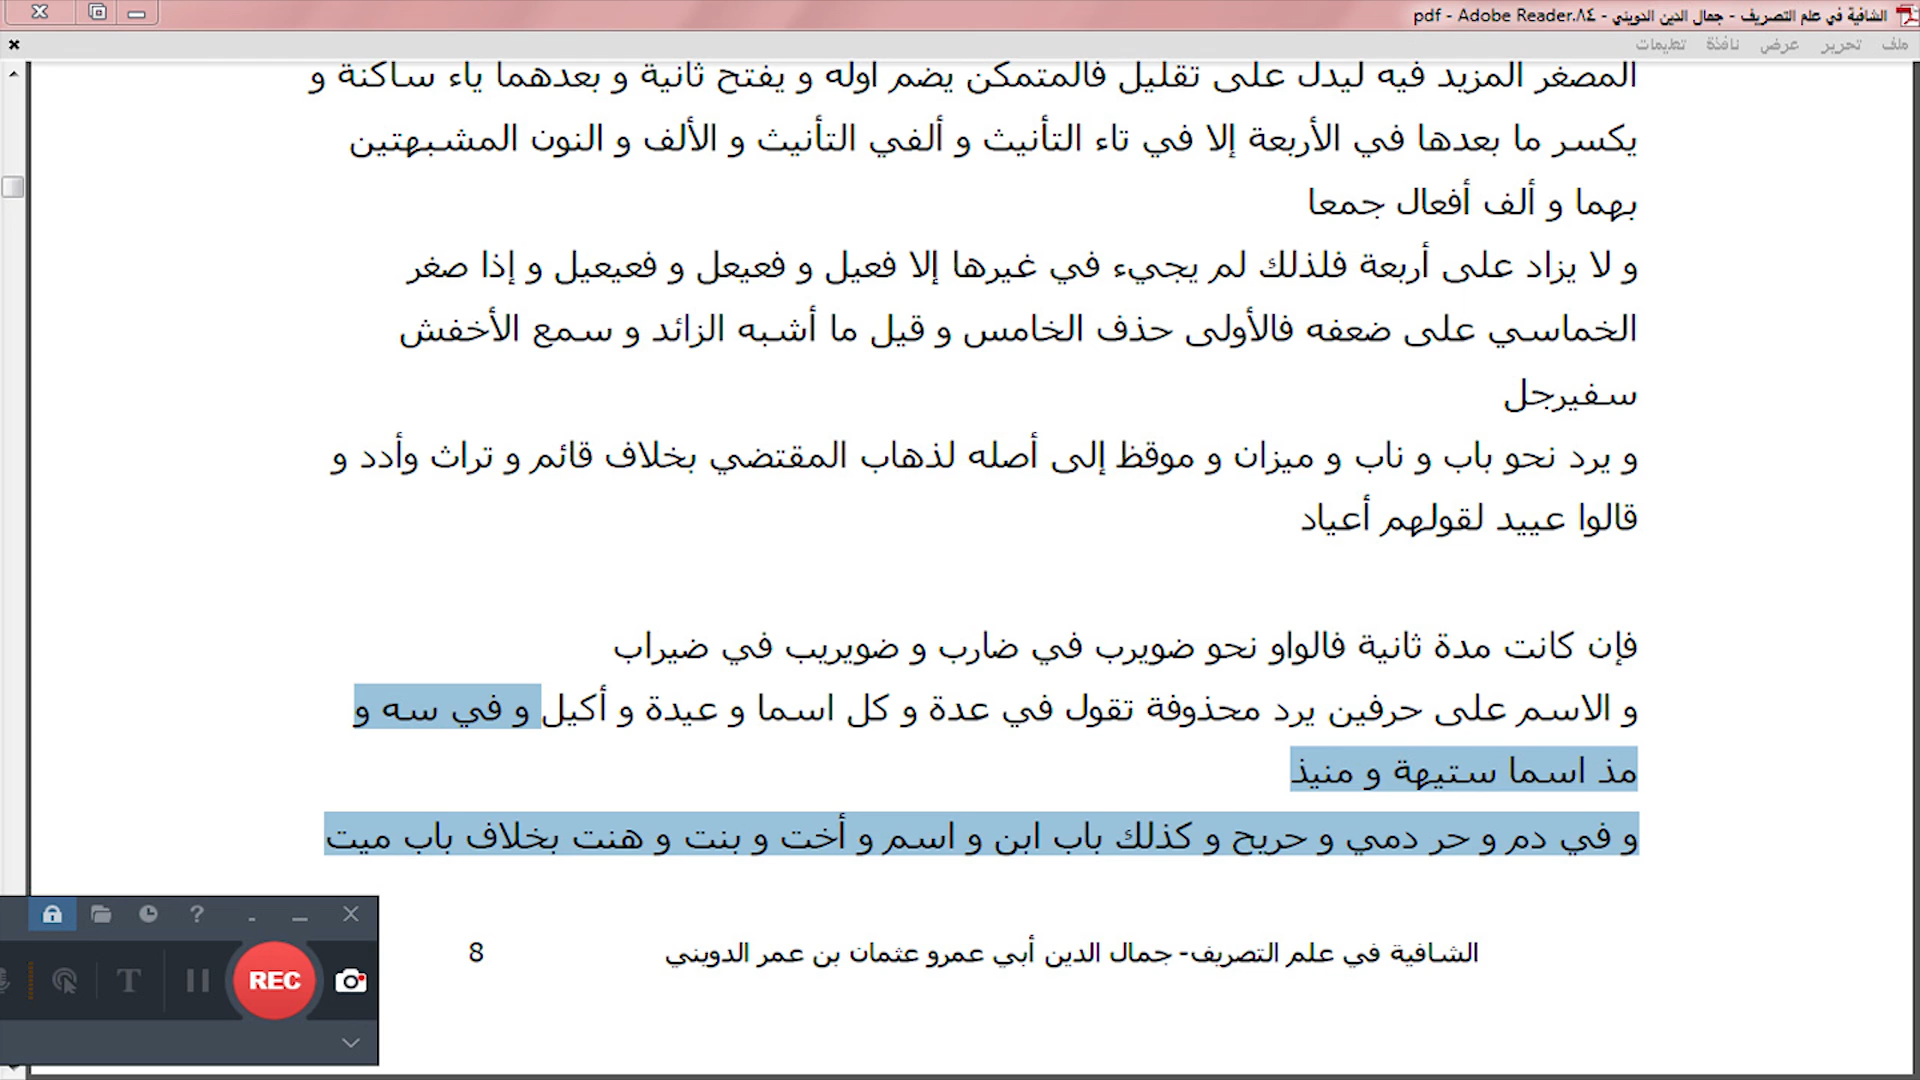 الشافية في علم التصريف - جمال الدين الدويني - ٨٤.pdf - Adobe Reader
ملف تحرير عرض نافذة تعليمات
المصغر المزيد فيه ليدل على تقليل فالمتمكن يضم أوله و يفتح ثانية و بعدهما ياء ساكنة و
يكسر ما بعدها في الأربعة إلا في تاء التأنيث و ألفي التأنيث و الألف و النون المشبهتين
بهما و ألف أفعال جمعا
و لا يزاد على أربعة فلذلك لم يجيء في غيرها إلا فعيل و فعيعل و فعيعيل و إذا صغر
الخماسي على ضعفه فالأولى حذف الخامس و قيل ما أشبه الزائد و سمع الأخفش
سفيرجل
و يرد نحو باب و ناب و ميزان و موقظ إلى أصله لذهاب المقتضي بخلاف قائم و تراث وأدد و
قالوا عييد لقولهم أعياد
فإن كانت مدة ثانية فالواو نحو ضويرب في ضارب و ضويريب في ضيراب
و الاسم على حرفين يرد محذوفة تقول في عدة و كل اسما و عيدة و أكيل و في سه و
مذ اسما ستيهة و منيذ
و في دم و حر دمي و حريح و كذلك باب ابن و اسم و أخت و بنت و هنت بخلاف باب ميت
الشافية في علم التصريف- جمال الدين أبي عمرو عثمان بن عمر الدويني
8
REC
T